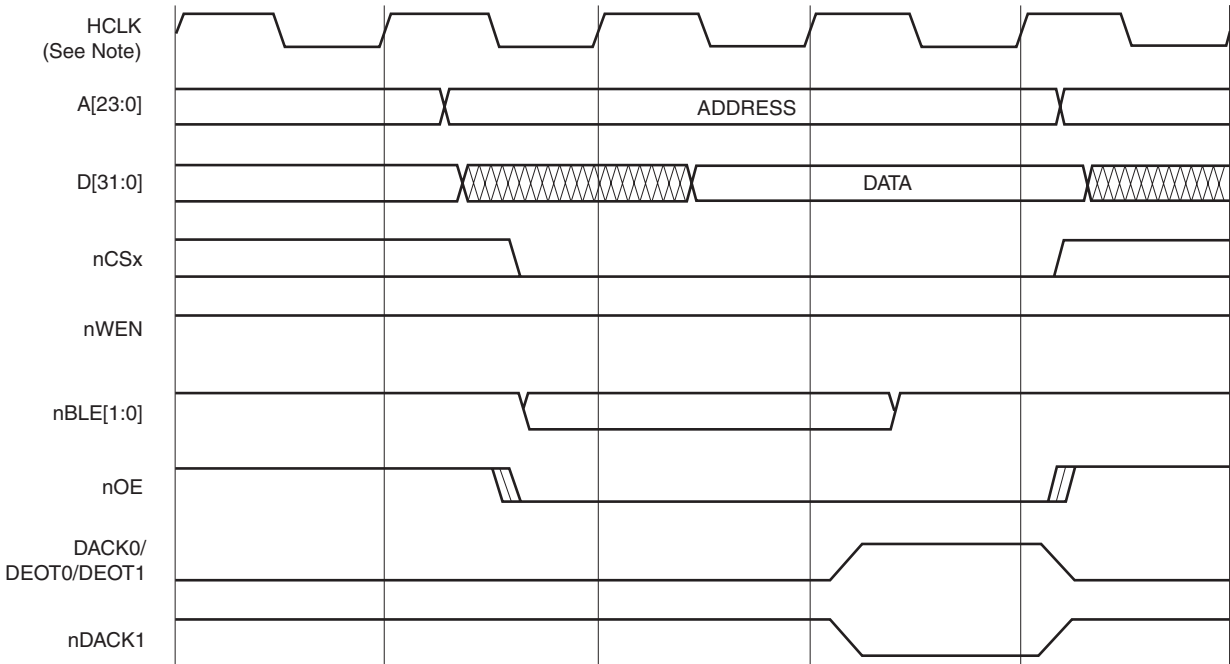 HCLK
(See Note)
A[23:0]
ADDRESS
D[31:0]
DATA
nCSx
nWEN
nBLE[1:0]
nOE
DACK0/
DEOT0/DEOT1
nDACK1